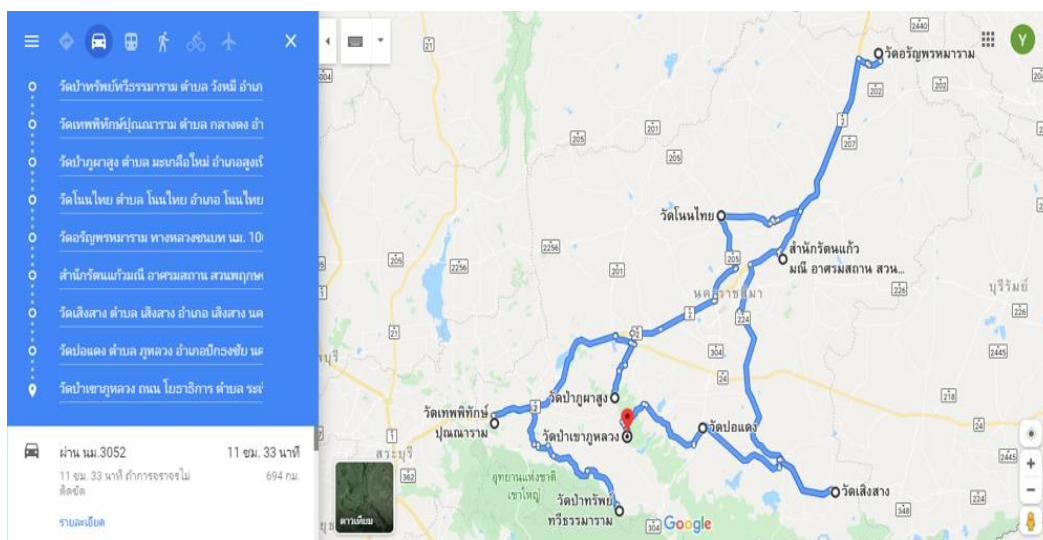 วัดป่าทรัพย์ทวีธรรมาราม ตำบล วังหมี อำเภ
วัดเทพพิทักษ์ปุณณาราม ตำบล กลางดง อำ
วัดป่าภูผาสูง ตำบล มะเกลือใหม่ อำเภอสูงเนิ
วัดโนนไทย ตำบล โนนไทย อำเภอ โนนไทย
วัดอรัญพรหมาราม ทางหลวงชนบท นม. 10
สำนักรัตนแก้วมณี อาศรมสถาน สวนพฤกษ
วัดเสิงสาง ตำบล เสิงสาง อำเภอ เสิงสาง นค
วัดปอแดง ตำบล ภูหลวง อำเภอปักธงชัย นค
วัดป่าเขาภูหลวง ถนน โยธาธิการ ตำบล ระเ
ผ่าน นม.3052
11 ชม. 33 นาที
11 ชม. 33 นาที ถ้าการจราจรไม่
ติดขัด
694 กม.
รายละเอียด
Y
วัดอรัญพรหมาราม
วัดโนนไทย
สำนักรัตนแก้ว
มณี อาศรมสถาน สวน...
นครราชสีมา
บุรีรัมย์
วัดป่าภูผาสูง
วัดเทพพิทักษ์
ปุณณาราม
วัดป่าเขาภูหลวง
วัดปอแดง
สระบุรี
อุทยานแห่งชาติ
เขาใหญ่
วัดป่าทรัพย์
ทวีธรรมาราม
วัดเสิงสาง
ดาวเทียม
Google
21
2440
202
202
202
201
205
205
2
207
2256
2256
205
201
205
226
226
21
2
2
224
304
24
2445
218
24
2
1
362
2445
224
348
304